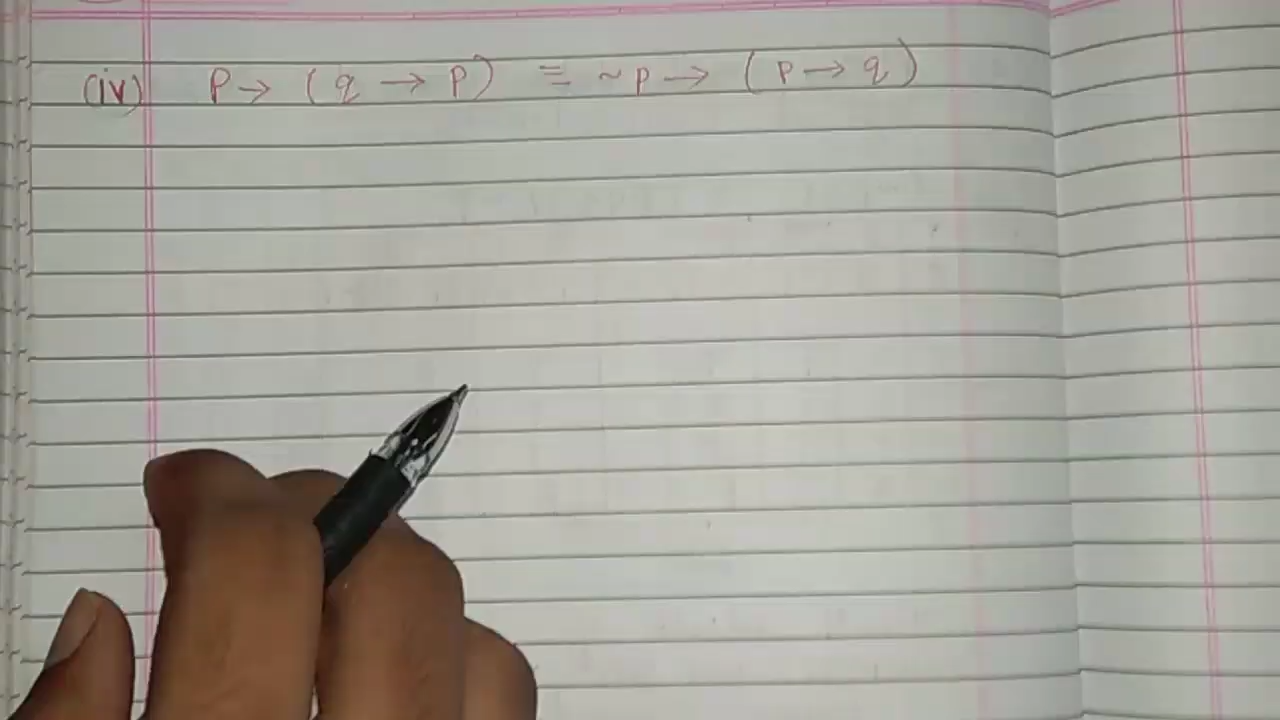 (iv) p → (q → p) ≡ ~p → (p → q)